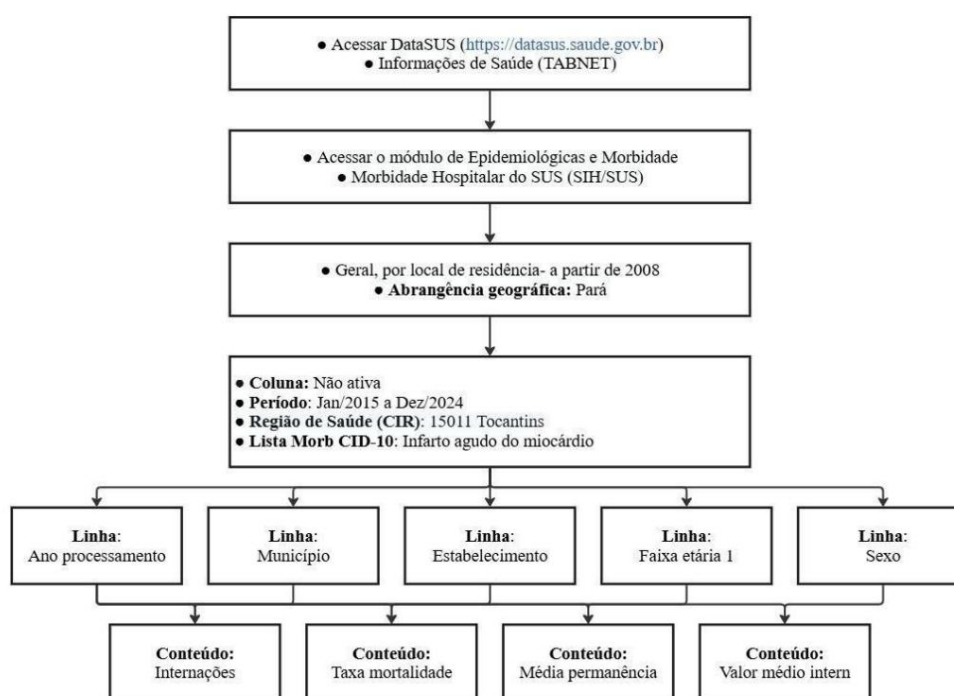 ● Acessar DataSUS (https://datasus.saude.gov.br)
● Informações de Saúde (TABNET)
● Acessar o módulo de Epidemiológicas e Morbidade
● Morbidade Hospitalar do SUS (SIH/SUS)
● Geral, por local de residência- a partir de 2008
● Abrangência geográfica: Pará
● Coluna: Não ativa
● Período: Jan/2015 a Dez/2024
● Região de Saúde (CIR): 15011 Tocantins
● Lista Morb CID-10: Infarto agudo do miocárdio
Linha:
Ano processamento
Linha:
Município
Linha:
Estabelecimento
Linha:
Faixa etária 1
Linha:
Sexo
Conteúdo:
Internações
Conteúdo:
Taxa mortalidade
Conteúdo:
Média permanência
Conteúdo:
Valor médio intern